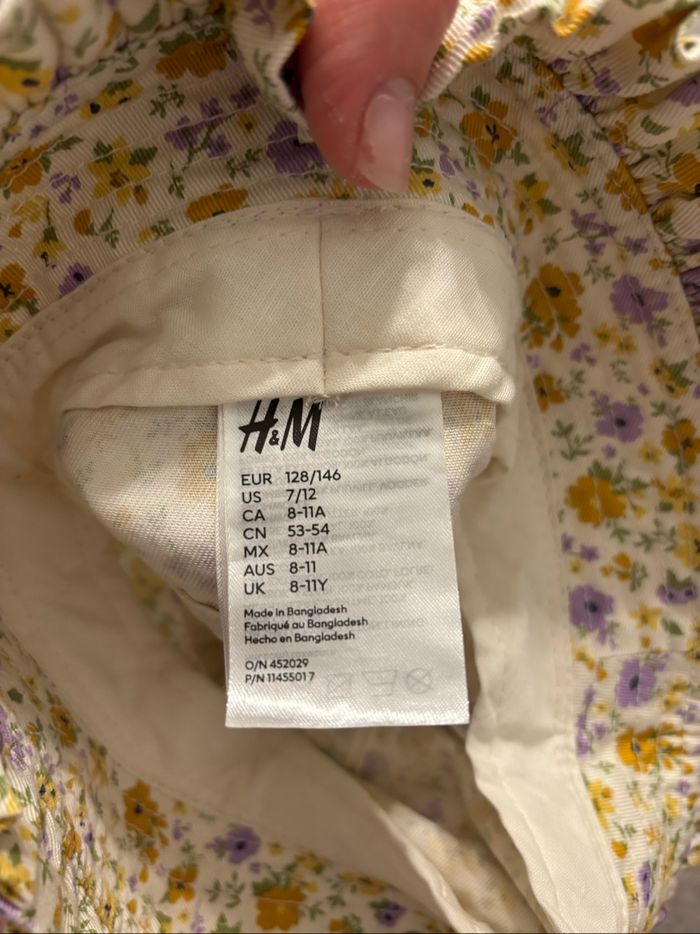 H&M
EUR 128/146
US 7/12
CA 8-11A
CN 53-54
MX 8-11A
AUS 8-11
UK 8-11Y
Made in Bangladesh
Fabriqué au Bangladesh
Hecho en Bangladesh
O/N 452029
P/N 11455017